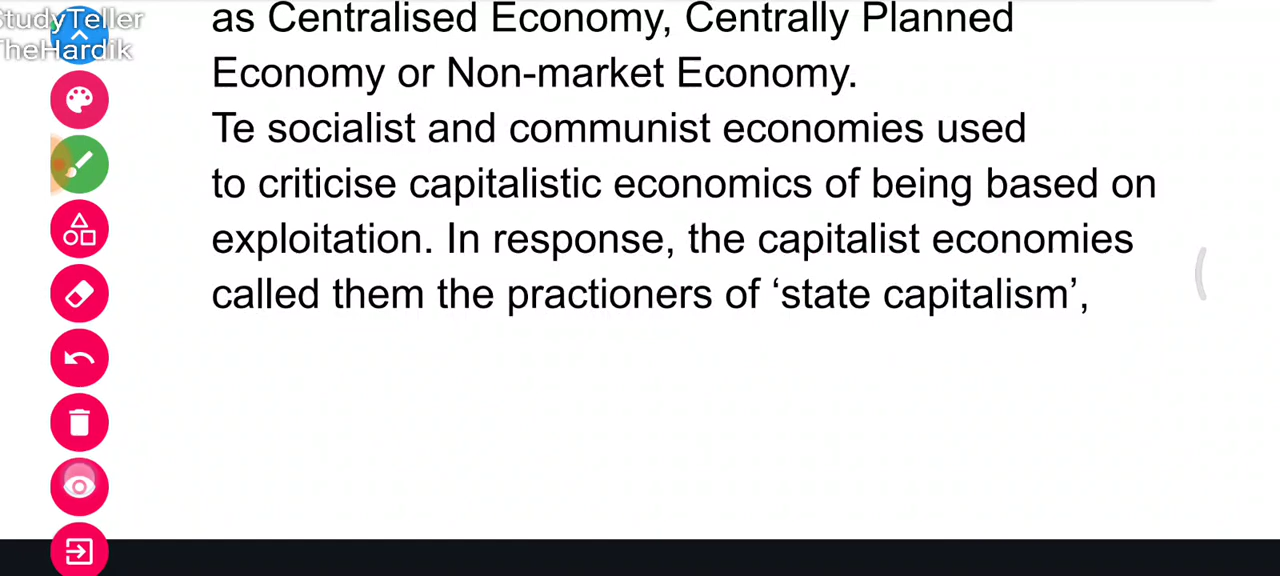 StudyTeller
TheHardik
as Centralised Economy, Centrally Planned
Economy or Non-market Economy.
Te socialist and communist economies used
to criticise capitalistic economics of being based on
exploitation. In response, the capitalist economies
called them the practioners of ‘state capitalism’,